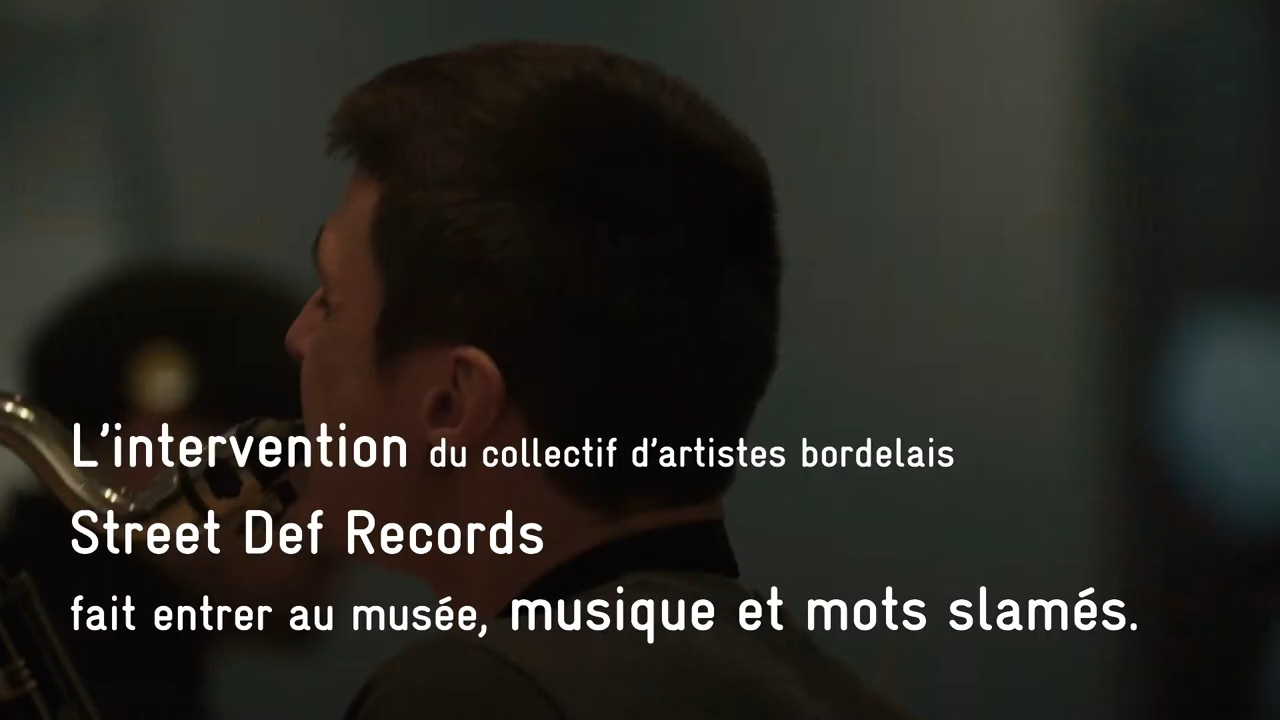 L'intervention du collectif d'artistes bordelais
Street Def Records
fait entrer au musée, musique et mots slamés.